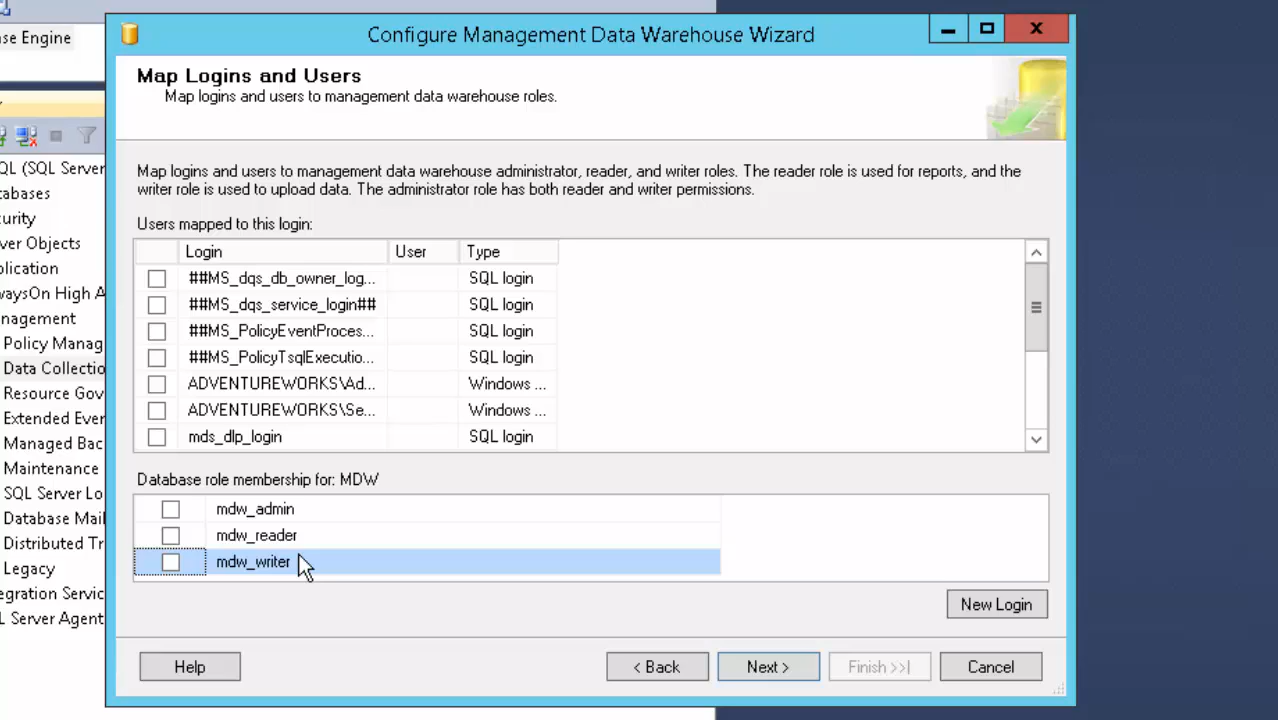 Configure Management Data Warehouse Wizard
se Engine
Map Logins and Users
Map logins and users to management data warehouse roles.
QL (SQL Server
tabases
urity
ver Objects
plication
waysOn High A
nagement
Policy Manag
Data Collectio
Resource Gov
Extended Ever
Managed Bac
Maintenance
SQL Server Lo
Database Mail
Distributed Tr
Legacy
egration Servic
L Server Agent
Map logins and users to management data warehouse administrator, reader, and writer roles. The reader role is used for reports, and the
writer role is used to upload data. The administrator role has both reader and writer permissions.
Users mapped to this login:
Login User Type
##MS_dqs_db_owner_log... SQL login
##MS_dqs_service_login## SQL login
##MS_PolicyEventProces... SQL login
##MS_PolicyTsqlExecutio... SQL login
ADVENTUREWORKS\Ad... Windows ...
ADVENTUREWORKS\Se... Windows ...
mds_dlp_login SQL login
Database role membership for: MDW
mdw_admin
mdw_reader
mdw_writer
New Login
Help < Back Next > Finish >>| Cancel